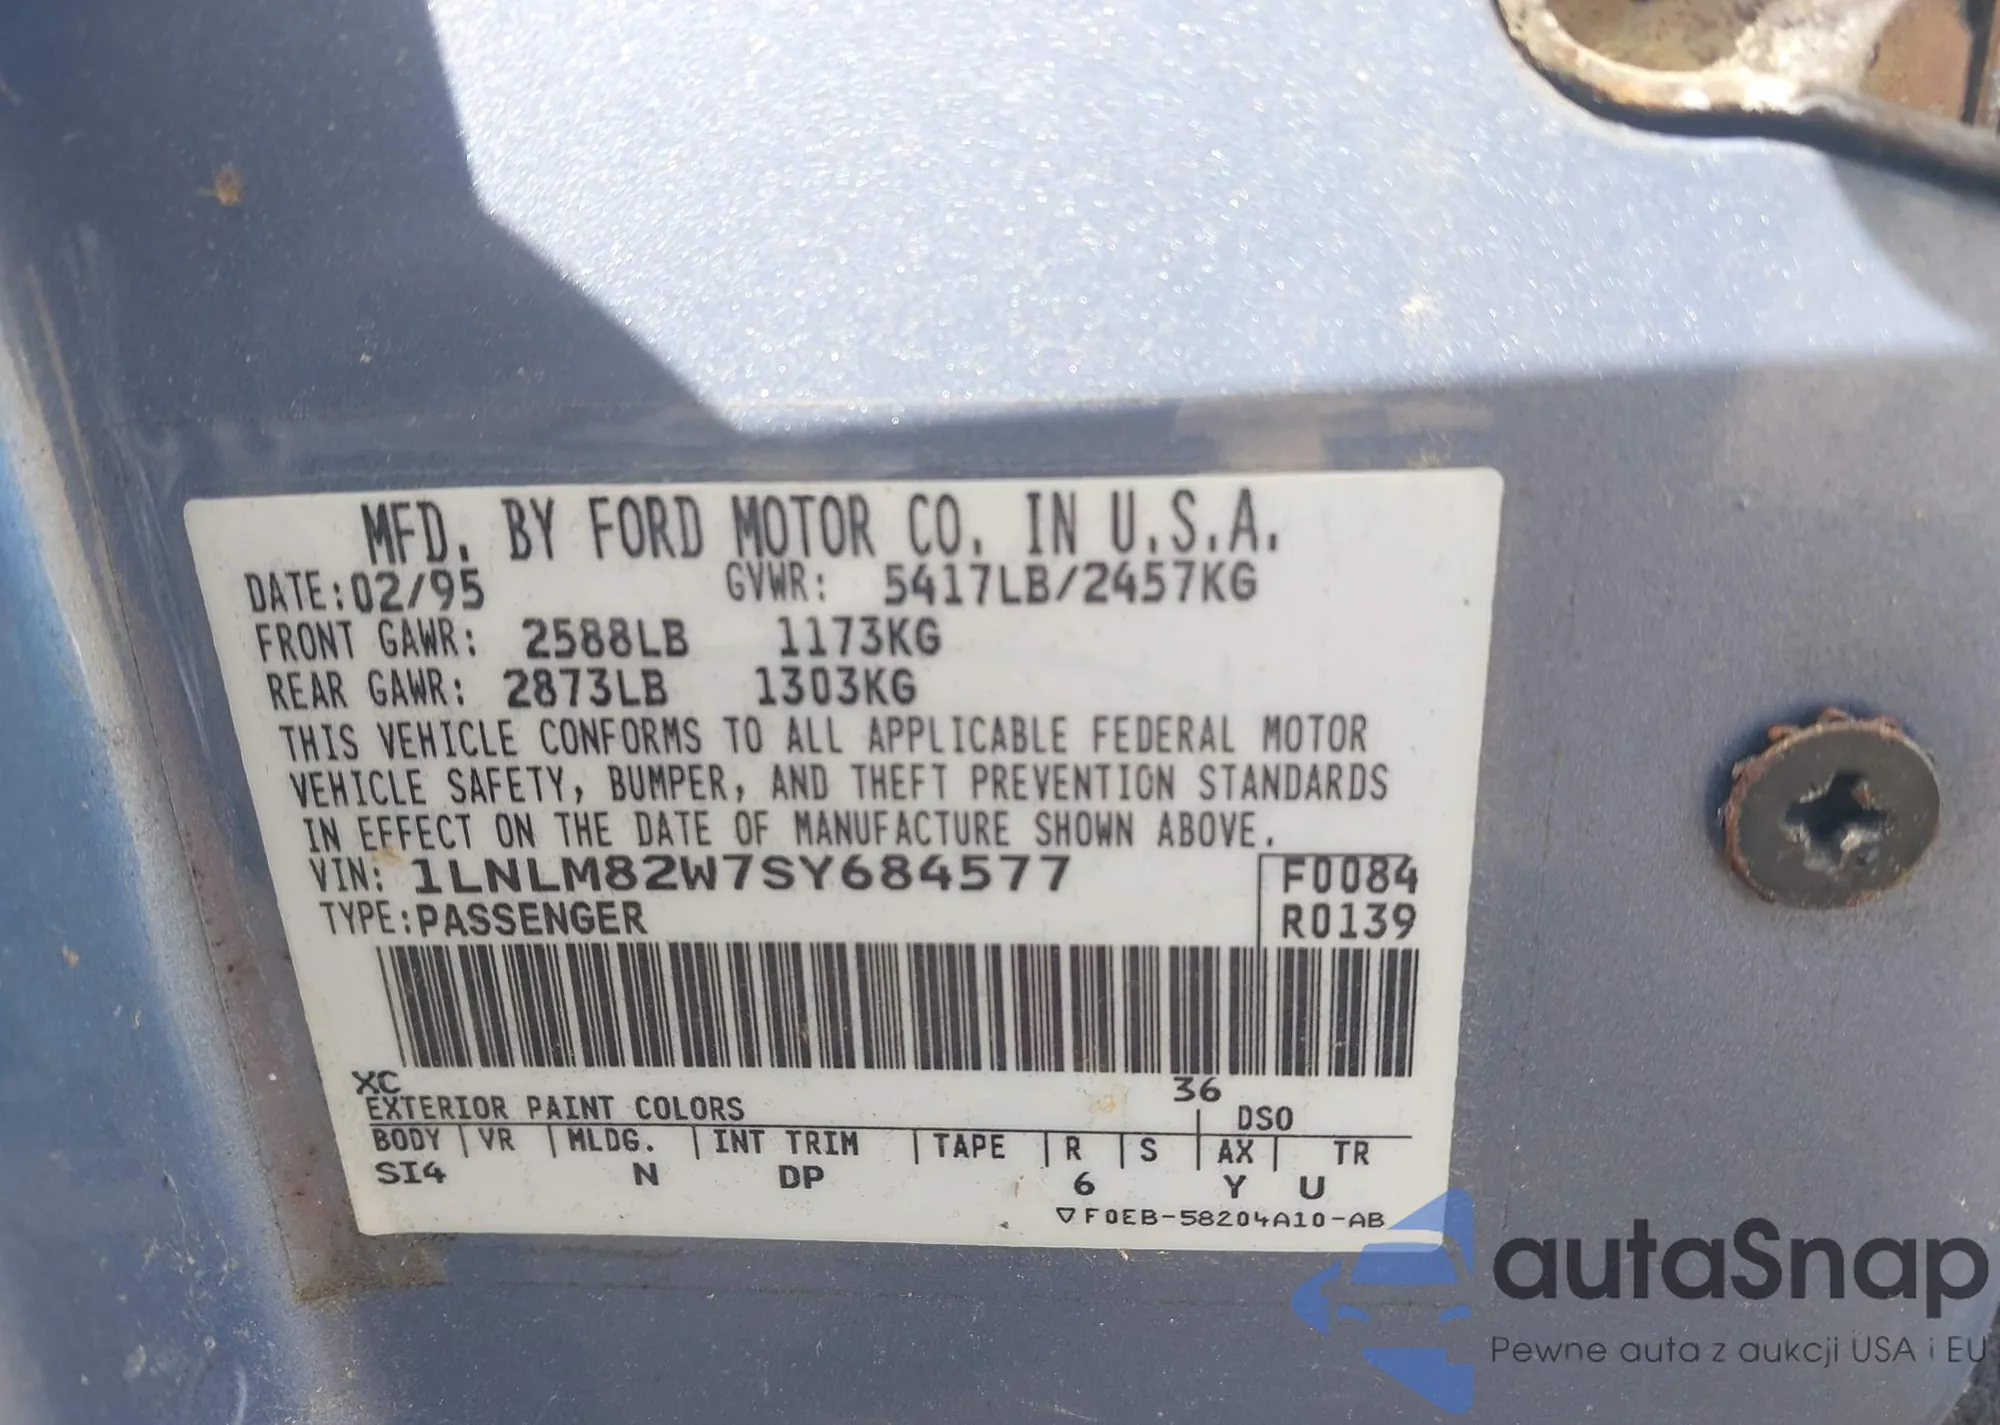 MFD. BY FORD MOTOR CO. IN U.S.A.
DATE:02/95 GVWR: 5417LB/2457KG
FRONT GAWR: 2588LB 1173KG
REAR GAWR: 2873LB 1303KG
THIS VEHICLE CONFORMS TO ALL APPLICABLE FEDERAL MOTOR
VEHICLE SAFETY, BUMPER, AND THEFT PREVENTION STANDARDS
IN EFFECT ON THE DATE OF MANUFACTURE SHOWN ABOVE.
VIN: 1LNLM82W7SY684577 F0084
TYPE:PASSENGER R0139
XC 36
EXTERIOR PAINT COLORS DSO
BODY VR MLDG. INT TRIM TAPE R S AX TR
SI4 N DP 6 Y U
▽F0EB-58204A10-AB
autaSnap
Pewne auta z aukcji USA i EU